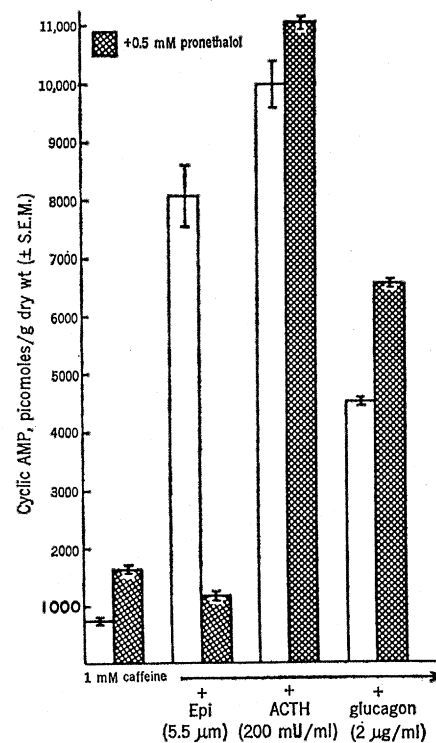 +0.5 mM pronethalol
Cyclic AMP, picomoles/g dry wt (± S.E.M.)
11,000
10,000
9000
8000
7000
6000
5000
4000
3000
2000
1000
1 mM caffeine
+ + +
Epi ACTH glucagon
(5.5 µm) (200 mU/ml) (2 µg/ml)